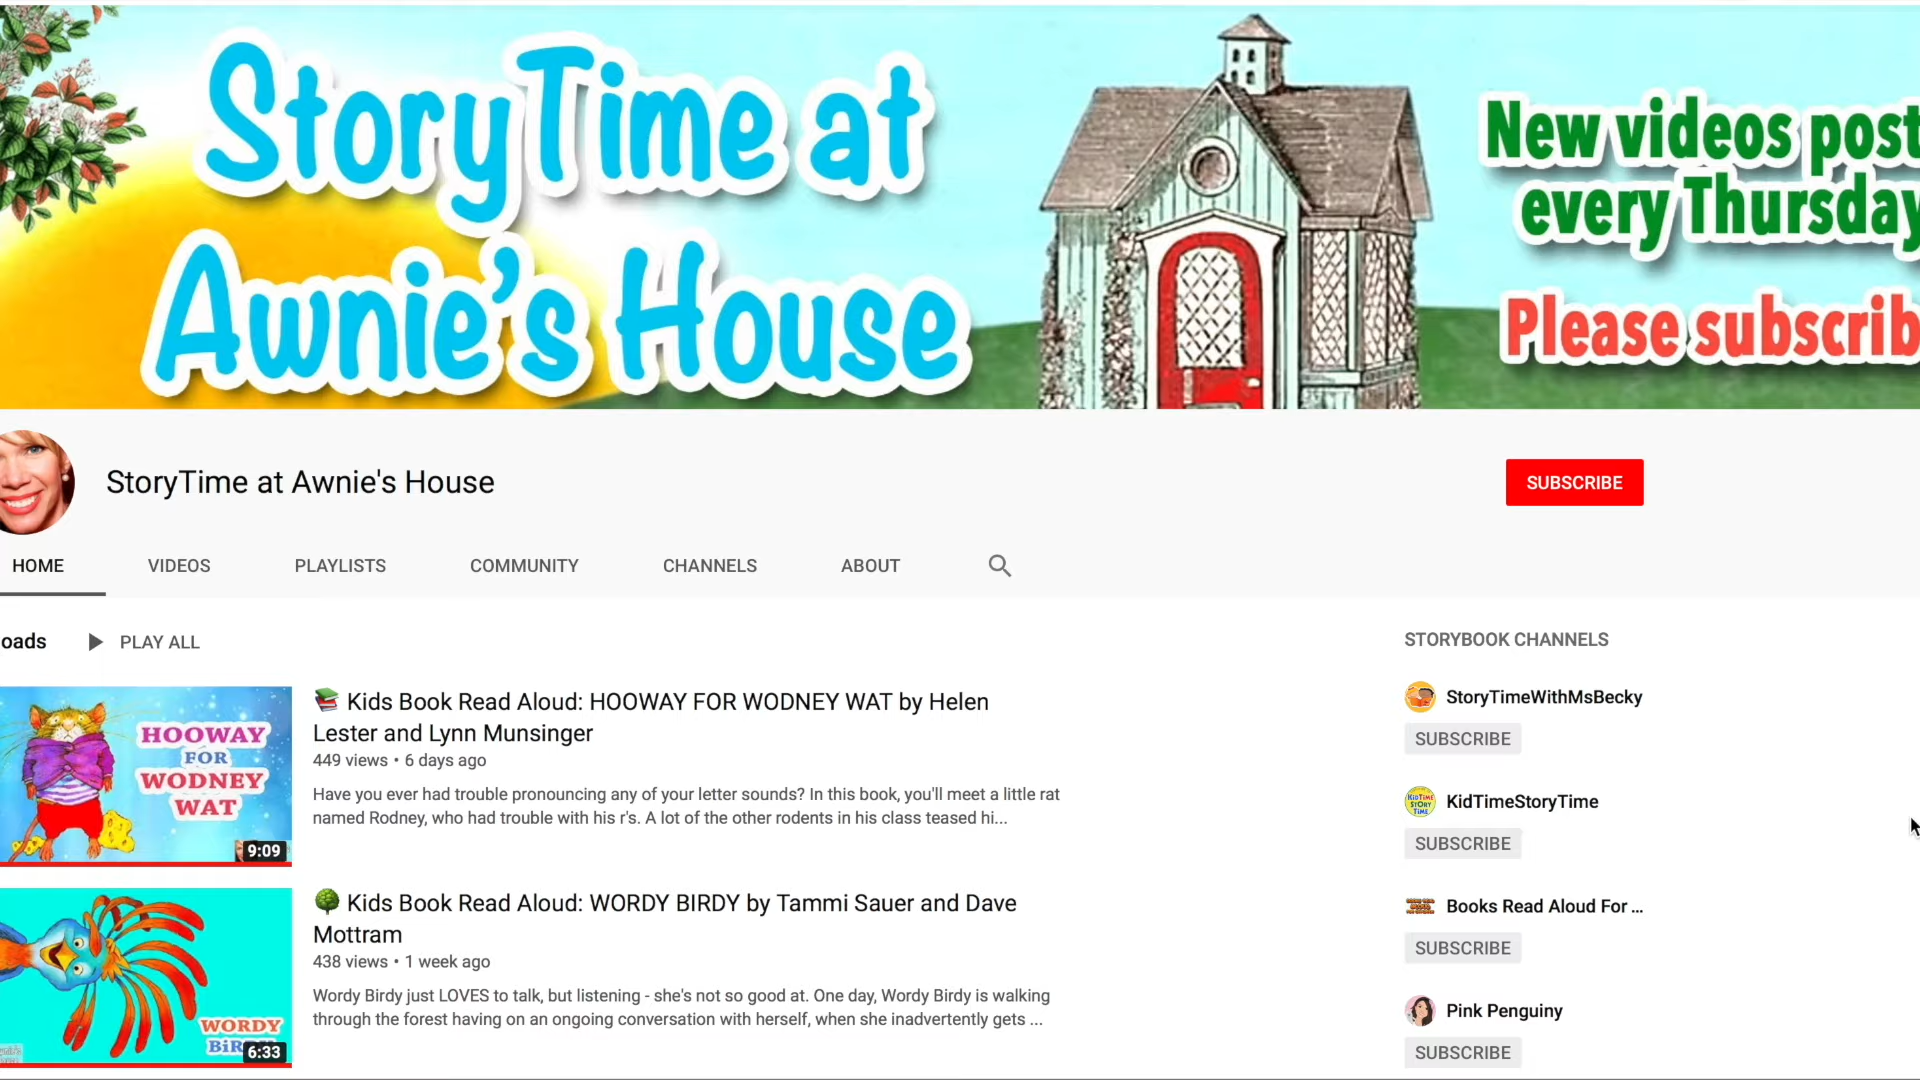 StoryTime at
Awnie's House
New videos post
every Thursday
Please subscrib
StoryTime at Awnie's House
SUBSCRIBE
HOME
VIDEOS
PLAYLISTS
COMMUNITY
CHANNELS
ABOUT
oads
PLAY ALL
HOOWAY
FOR
WODNEY
WAT
9:09
📚 Kids Book Read Aloud: HOOWAY FOR WODNEY WAT by Helen
Lester and Lynn Munsinger
449 views • 6 days ago
Have you ever had trouble pronouncing any of your letter sounds? In this book, you'll meet a little rat
named Rodney, who had trouble with his r's. A lot of the other rodents in his class teased hi...
WORDY
BiR
6:33
🌳 Kids Book Read Aloud: WORDY BIRDY by Tammi Sauer and Dave
Mottram
438 views • 1 week ago
Wordy Birdy just LOVES to talk, but listening - she's not so good at. One day, Wordy Birdy is walking
through the forest having on an ongoing conversation with herself, when she inadvertently gets ...
STORYBOOK CHANNELS
StoryTimeWithMsBecky
SUBSCRIBE
KiDTiME
STORY
TiME
KidTimeStoryTime
SUBSCRIBE
Books Read Aloud For ...
SUBSCRIBE
Pink Penguiny
SUBSCRIBE